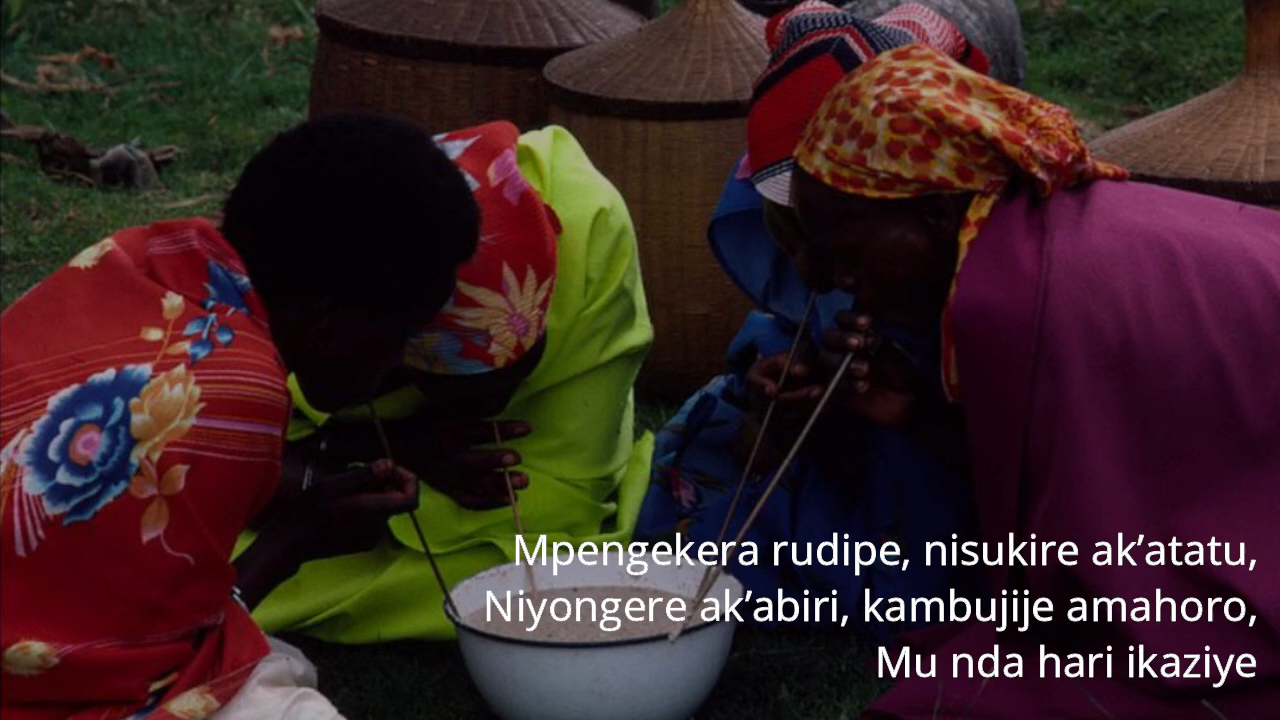 Mpengekera rudipe, nisukire ak’atatu,
Niyongere ak’abiri, kambujije amahoro,
Mu nda hari ikaziye